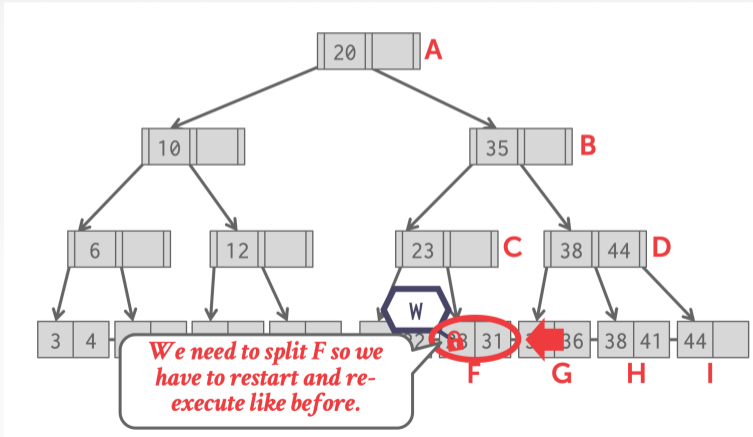 20 A
10 35 B
6 12 23 C 38 44 D
W
3 4 31 36 38 41 44
We need to split F so we
have to restart and re-
execute like before.
F G H I